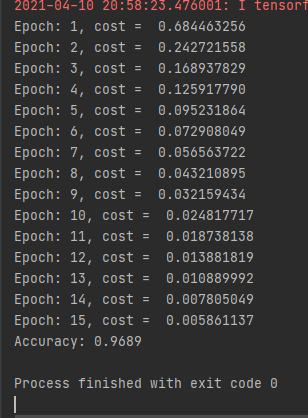 2021-04-10 20:58:23.476001: I tensorf
Epoch: 1, cost =  0.684463256
Epoch: 2, cost =  0.242721558
Epoch: 3, cost =  0.168937829
Epoch: 4, cost =  0.125917790
Epoch: 5, cost =  0.095231864
Epoch: 6, cost =  0.072908049
Epoch: 7, cost =  0.056563722
Epoch: 8, cost =  0.043210895
Epoch: 9, cost =  0.032159434
Epoch: 10, cost =  0.024817717
Epoch: 11, cost =  0.018738138
Epoch: 12, cost =  0.013881819
Epoch: 13, cost =  0.010889992
Epoch: 14, cost =  0.007805049
Epoch: 15, cost =  0.005861137
Accuracy: 0.9689
Process finished with exit code 0